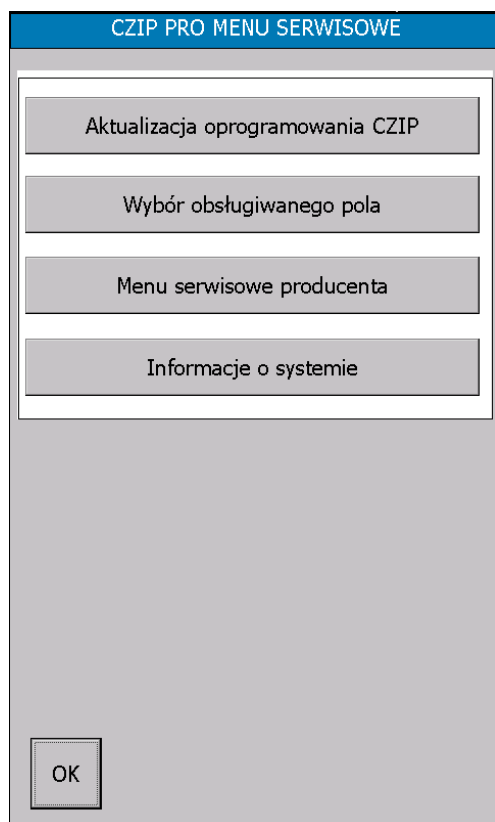 CZIP PRO MENU SERWISOWE
Aktualizacja oprogramowania CZIP
Wybór obsługiwanego pola
Menu serwisowe producenta
Informacje o systemie
OK